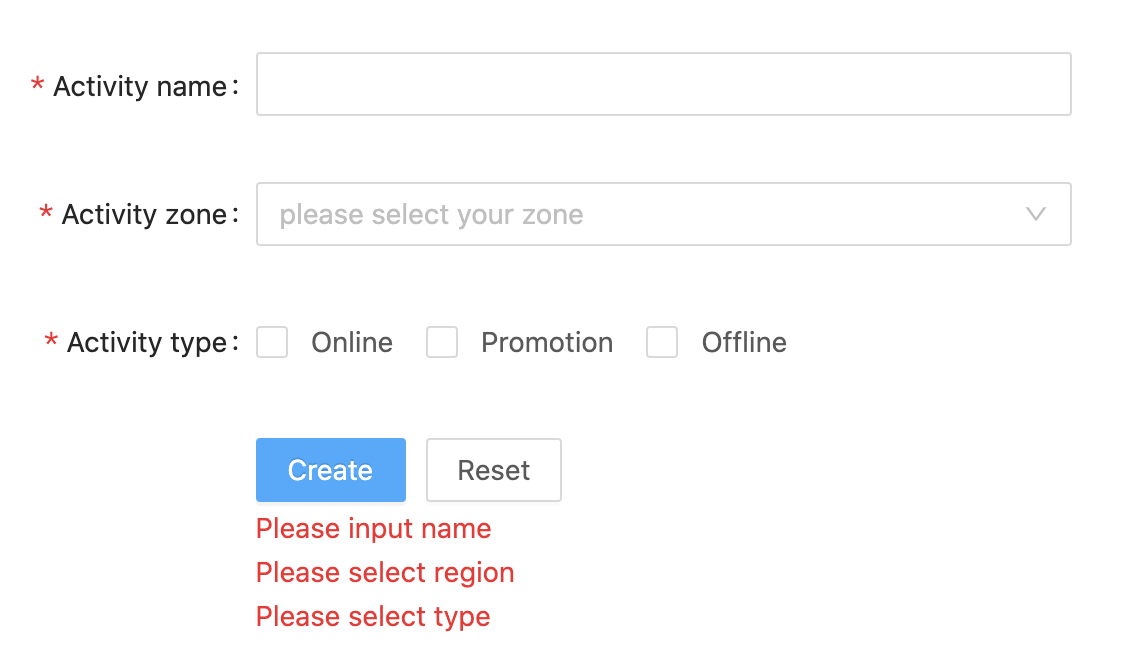 * Activity name:
* Activity zone: please select your zone
* Activity type: Online Promotion Offline
Create Reset
Please input name
Please select region
Please select type